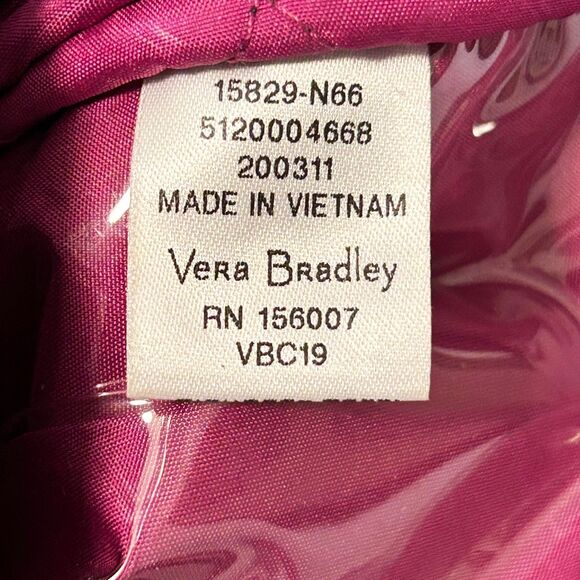 15829-N66
5120004668
200311
MADE IN VIETNAM
Vera Bradley
RN 156007
VBC19